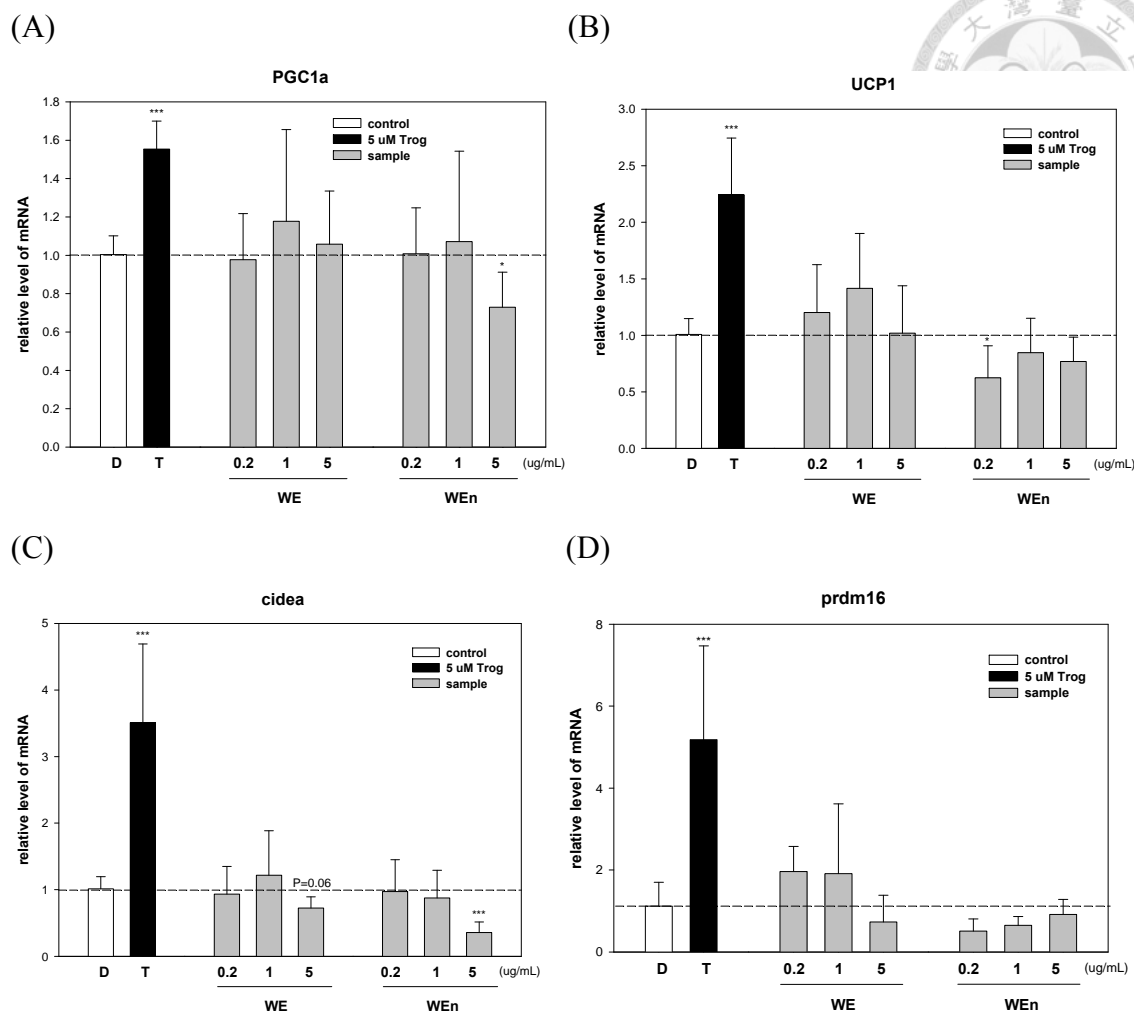 (A)
PGC1a
relative level of mRNA
1.8
1.6
1.4
1.2
1.0
0.8
0.6
0.4
0.2
0.0
***
*
control
5 uM Trog
sample
D T 0.2 1 5 0.2 1 5 (ug/mL)
WE WEn
(B)
大 灣 臺 立
學
UCP1
relative level of mRNA
3.0
2.5
2.0
1.5
1.0
0.5
0.0
***
*
control
5 uM Trog
sample
D T 0.2 1 5 0.2 1 5 (ug/mL)
WE WEn
(C)
cidea
relative level of mRNA
5
4
3
2
1
0
***
P=0.06
***
control
5 uM Trog
sample
D T 0.2 1 5 0.2 1 5 (ug/mL)
WE WEn
(D)
prdm16
relative level of mRNA
8
6
4
2
0
***
control
5 uM Trog
sample
D T 0.2 1 5 0.2 1 5 (ug/mL)
WE WEn